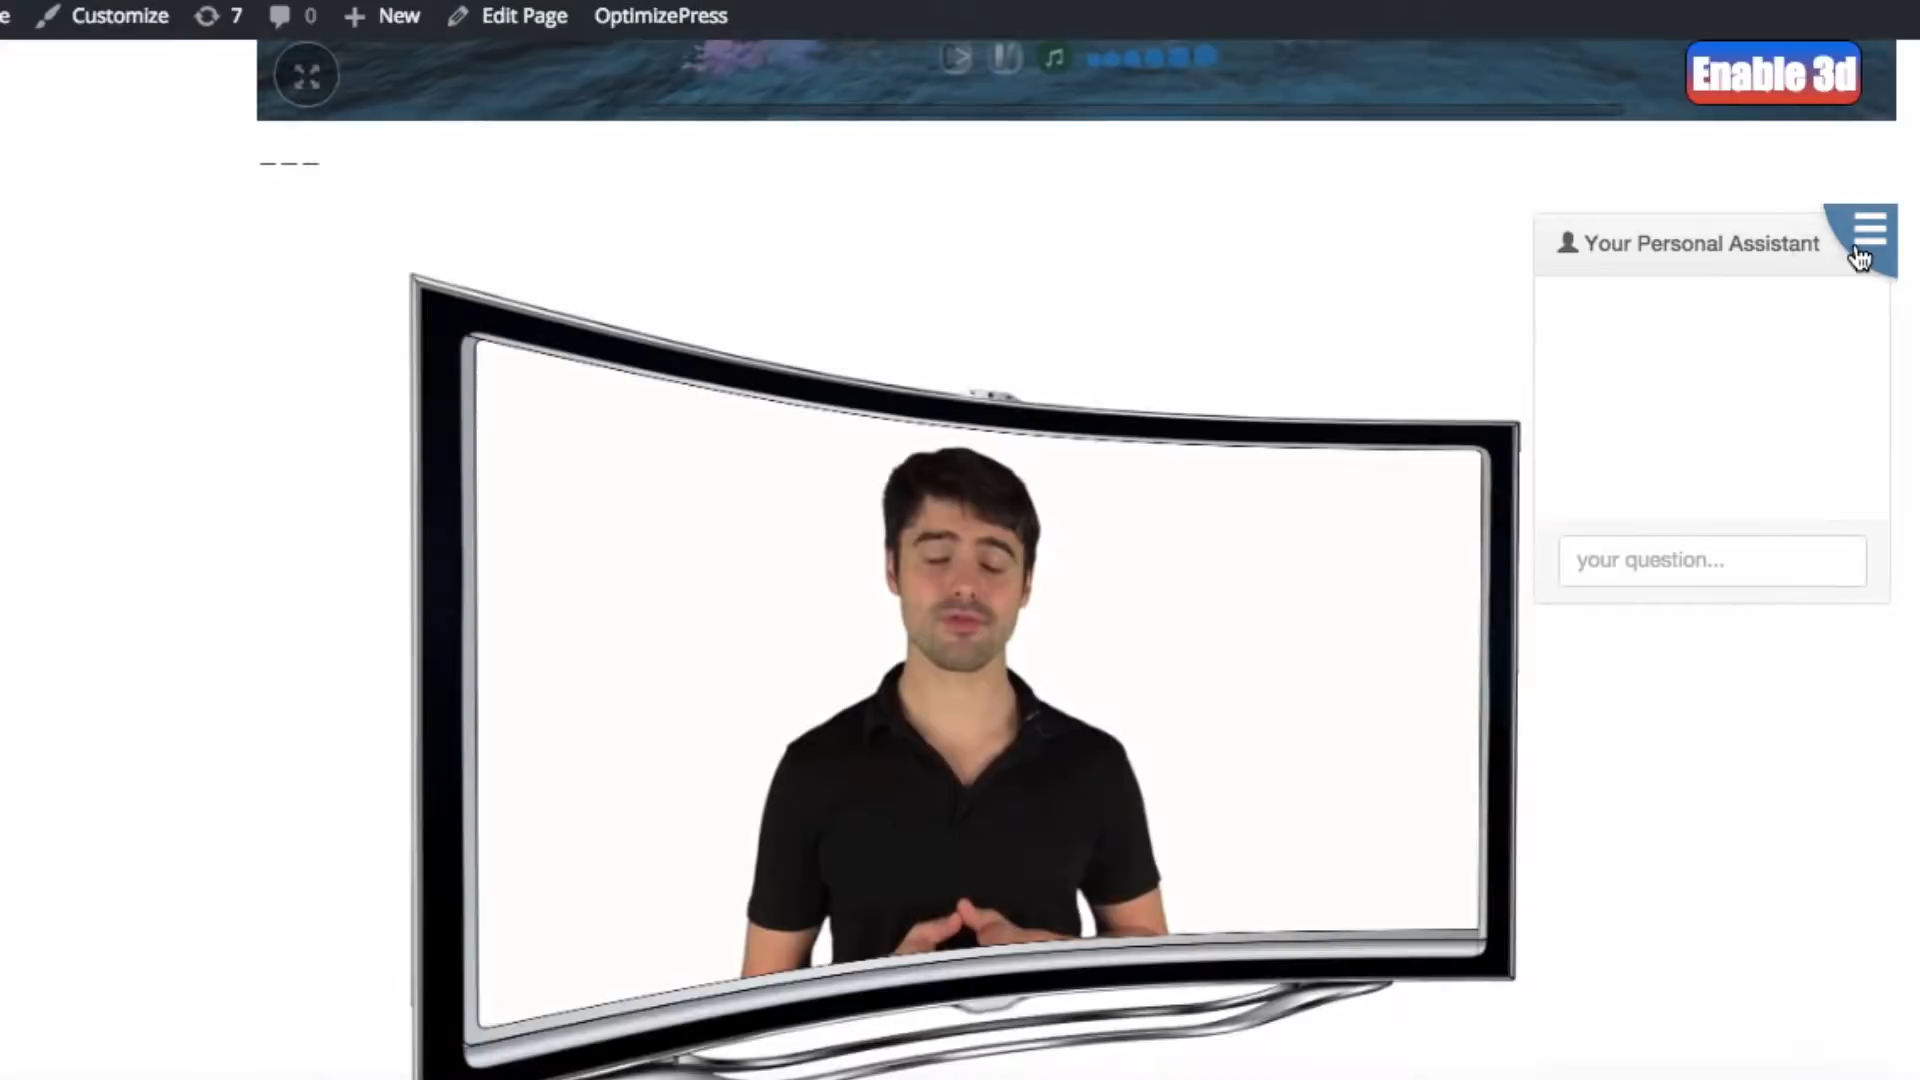 e Customize 7 0 New Edit Page OptimizePress
Enable 3d
---
Your Personal Assistant
your question...